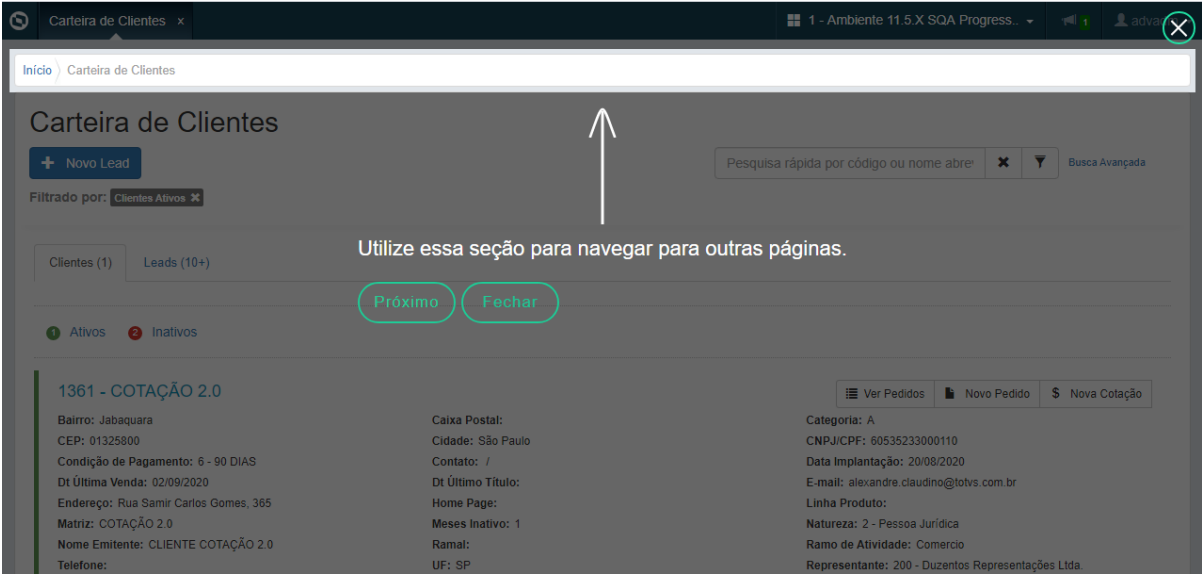 Carteira de Clientes ×
1 - Ambiente 11.5.X SQA Progress..
1
Início
Carteira de Clientes
Carteira de Clientes
Novo Lead
Pesquisa rápida por código ou nome abre
Busca Avançada
Filtrado por: Clientes Ativos
Utilize essa seção para navegar para outras páginas.
Clientes (1)
Leads (10+)
Próximo
Fechar
1 Ativos
2 Inativos
1361 - COTAÇÃO 2.0
Ver Pedidos
Novo Pedido
$ Nova Cotação
Bairro: Jabaquara
Caixa Postal:
Categoria: A
CEP: 01325800
Cidade: São Paulo
CNPJ/CPF: 60535233000110
Condição de Pagamento: 6 - 90 DIAS
Contato: /
Data Implantação: 20/08/2020
Dt Última Venda: 02/09/2020
Dt Último Título:
E-mail: alexandre.claudino@totvs.com.br
Endereço: Rua Samir Carlos Gomes, 365
Home Page:
Linha Produto:
Matriz: COTAÇÃO 2.0
Meses Inativo: 1
Natureza: 2 - Pessoa Jurídica
Nome Emitente: CLIENTE COTAÇÃO 2.0
Ramal:
Ramo de Atividade: Comercio
Telefone:
UF: SP
Representante: 200 - Duzentos Representações Ltda.